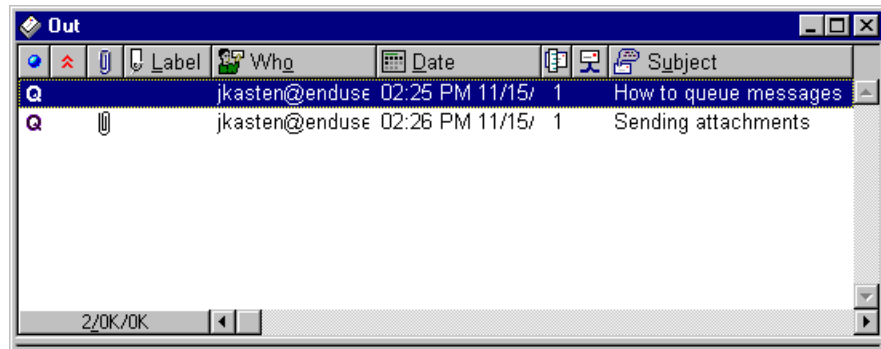 Out
Label Who Date Subject
Q jkasten@enduse 02:25 PM 11/15/ 1 How to queue messages
Q jkasten@enduse 02:26 PM 11/15/ 1 Sending attachments
2/0K/0K